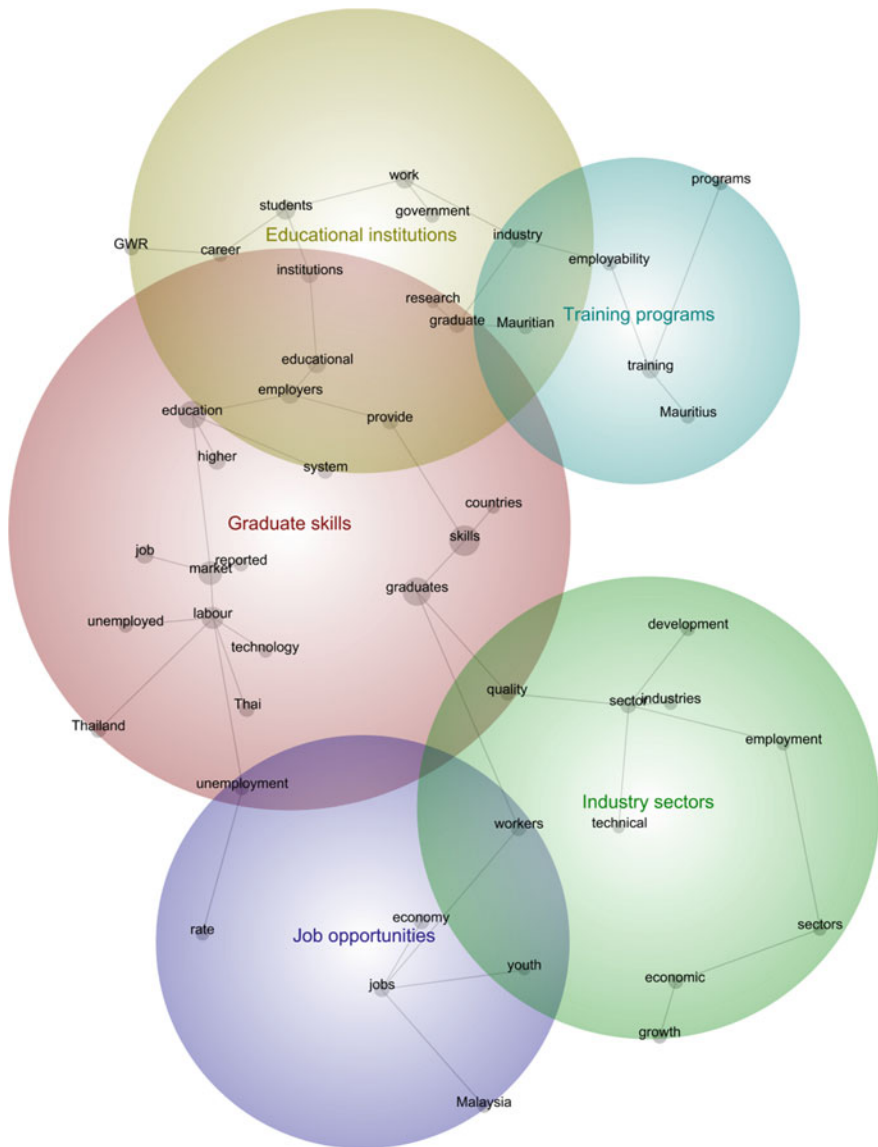 work
programs
students
government
Educational institutions
industry
GWR
career
employability
institutions
research
graduate
Mauritian
Training programs
educational
training
employers
education
provide
Mauritius
higher
system
countries
Graduate skills
skills
job
reported
market
graduates
labour
unemployed
development
technology
quality
industries
sector
Thai
Thailand
employment
unemployment
Industry sectors
workers
technical
economy
sectors
rate
Job opportunities
youth
economic
jobs
growth
Malaysia